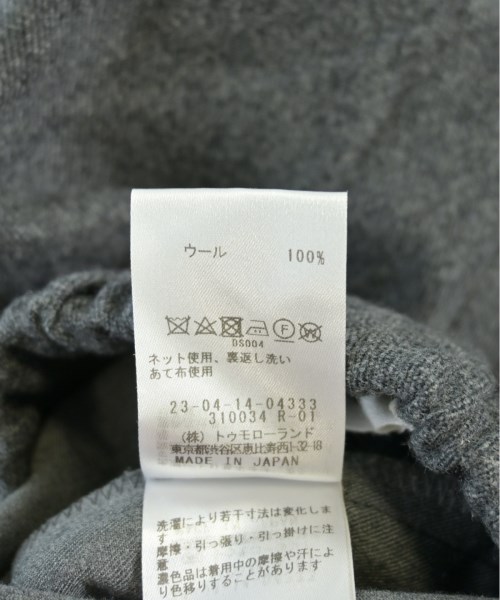 ウール 100%
DS004
ネット使用、裏返し洗い
あて布使用
23-04-14-04333
310034 R-01
(株) トゥモローランド
東京都渋谷区恵比寿西1-32-18
MADE IN JAPAN
洗濯により若干寸法は変化しま
す
摩擦・引っ張り・引っ掛けに注
意
濃色品は着用中の摩擦や汗によ
り色移りすることがあります